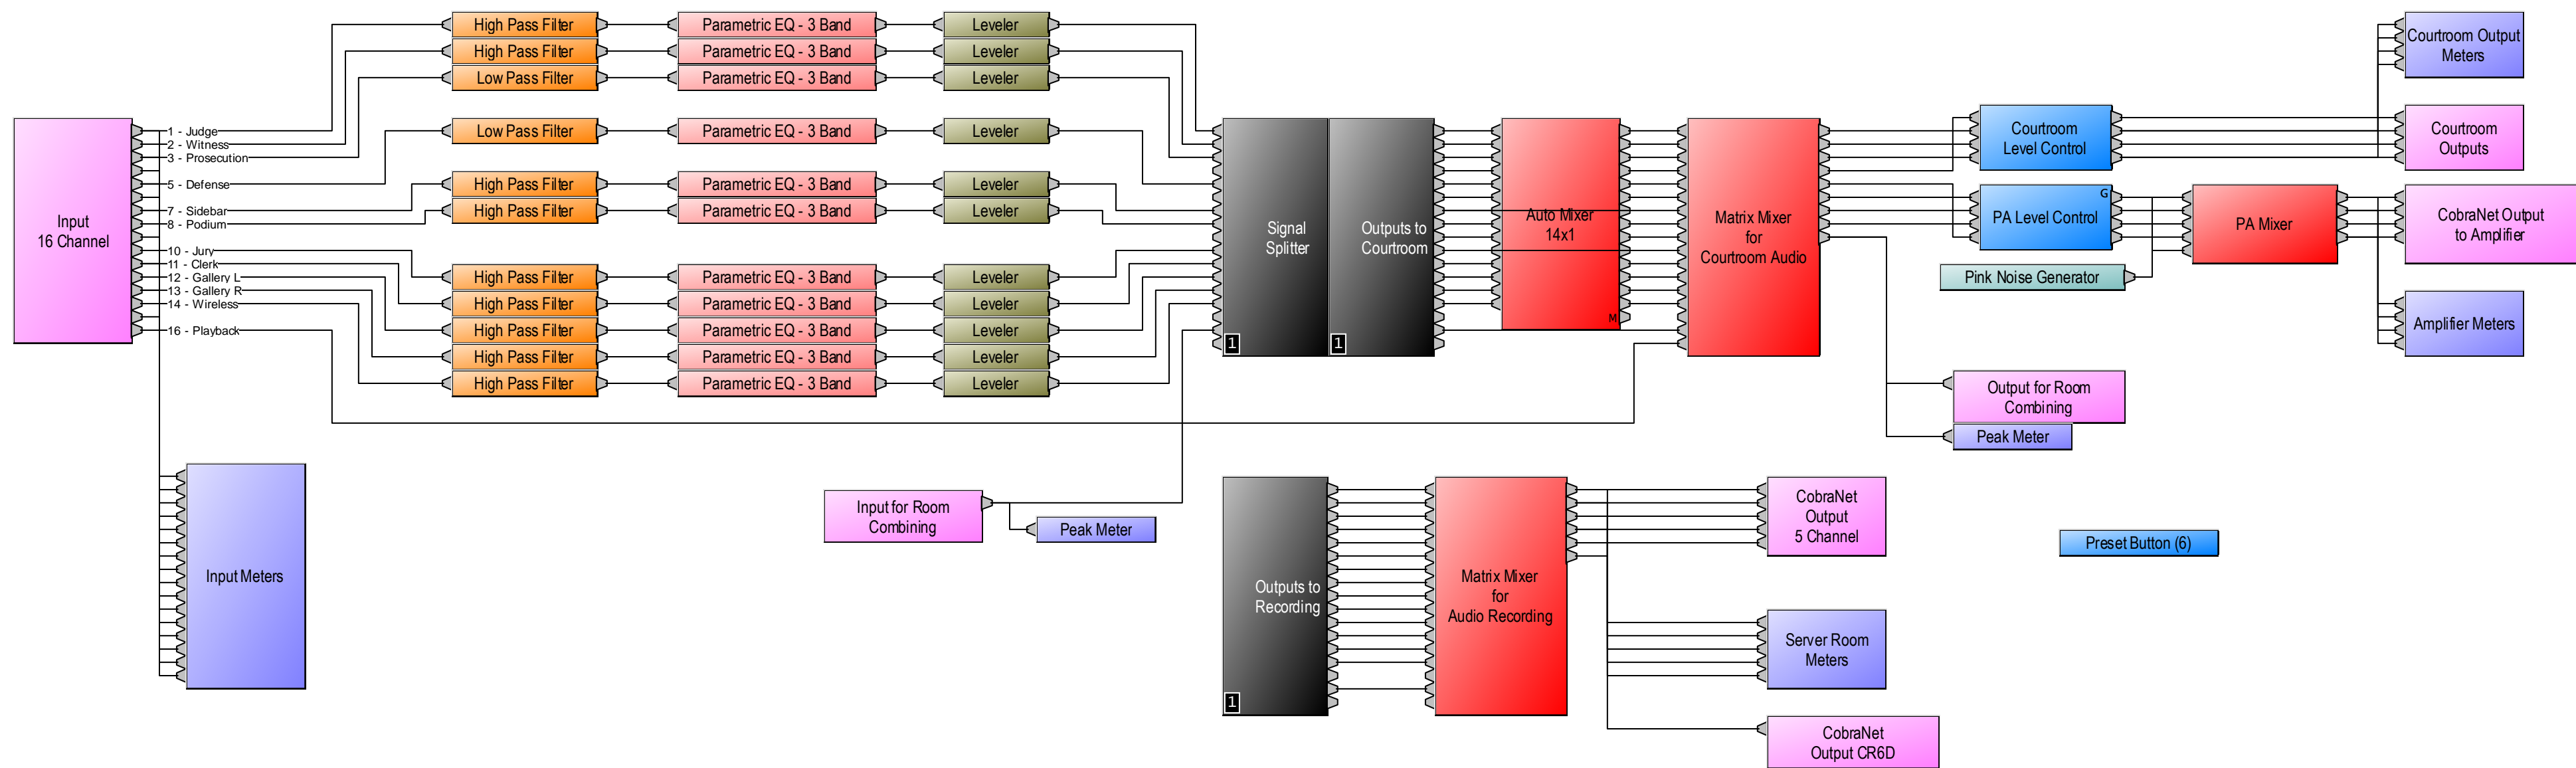 High Pass Filter
Parametric EQ - 3 Band
Leveler
High Pass Filter
Parametric EQ - 3 Band
Leveler
Low Pass Filter
Parametric EQ - 3 Band
Leveler
Low Pass Filter
Parametric EQ - 3 Band
Leveler
High Pass Filter
Parametric EQ - 3 Band
Leveler
High Pass Filter
Parametric EQ - 3 Band
Leveler
High Pass Filter
Parametric EQ - 3 Band
Leveler
High Pass Filter
Parametric EQ - 3 Band
Leveler
High Pass Filter
Parametric EQ - 3 Band
Leveler
High Pass Filter
Parametric EQ - 3 Band
Leveler
High Pass Filter
Parametric EQ - 3 Band
Leveler
Input
16 Channel
1 - Judge
2 - Witness
3 - Prosecution
5 - Defense
7 - Sidebar
8 - Podium
10 - Jury
11 - Clerk
12 - Gallery L
13 - Gallery R
14 - Wireless
16 - Playback
Input Meters
Input for Room
Combining
Peak Meter
Signal
Splitter
1
Outputs to
Courtroom
1
Auto Mixer
14x1
M
Matrix Mixer
for
Courtroom Audio
Courtroom
Level Control
Courtroom Output
Meters
Courtroom
Outputs
PA Level Control
G
PA Mixer
CobraNet Output
to Amplifier
Pink Noise Generator
Amplifier Meters
Output for Room
Combining
Peak Meter
Outputs to
Recording
1
Matrix Mixer
for
Audio Recording
CobraNet
Output
5 Channel
Preset Button (6)
Server Room
Meters
CobraNet
Output CR6D